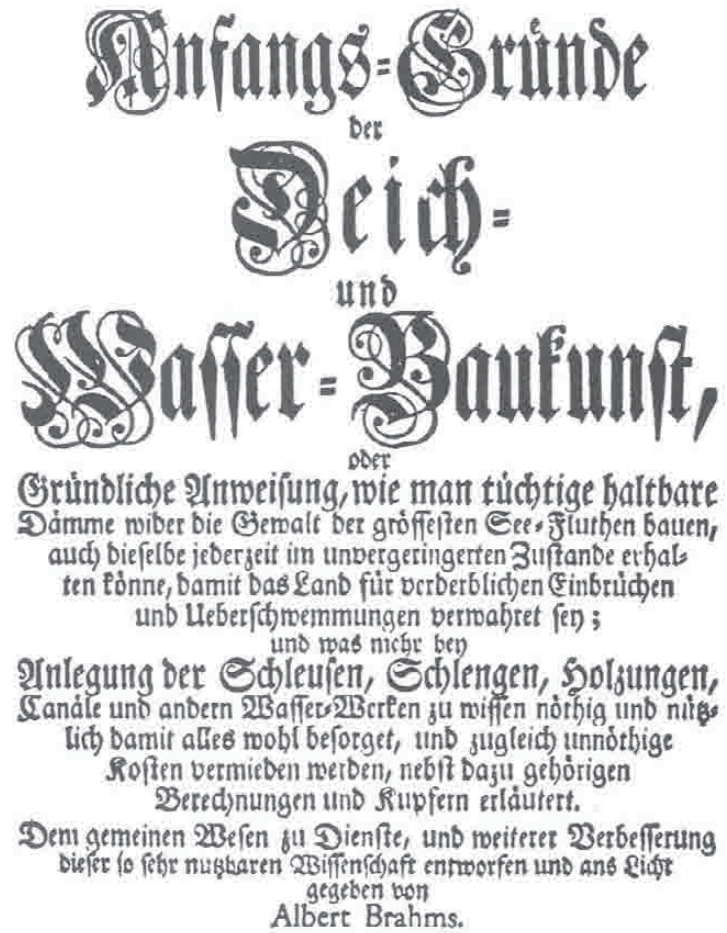 Anfangs-Gründe
der
Deich-
und
Wasser-Baukunst,
oder
Gründliche Anweisung, wie man tüchtige haltbare
Dämme wider die Gewalt der grössesten See-Fluthen bauen,
auch dieselbe jederzeit im unvergeringerten Zustande erhal-
ten könne, damit das Land für verderblichen Einbrüchen
und Ueberschwemmungen verwahret sey;
und was mehr bey
Anlegung der Schleusen, Schlengen, Holzungen,
Canäle und andern Wasser-Werken zu wissen nöthig und nütz-
lich damit alles wohl besorget, und zugleich unnöthige
Kosten vermieden werden, nebst dazu gehörigen
Berechnungen und Kupfern erläutert.
Dem gemeinen Wesen zu Dienste, und weiterer Verbesserung
dieser so sehr nutzbaren Wissenschaft entworfen und ans Licht
gegeben von
Albert Brahms.